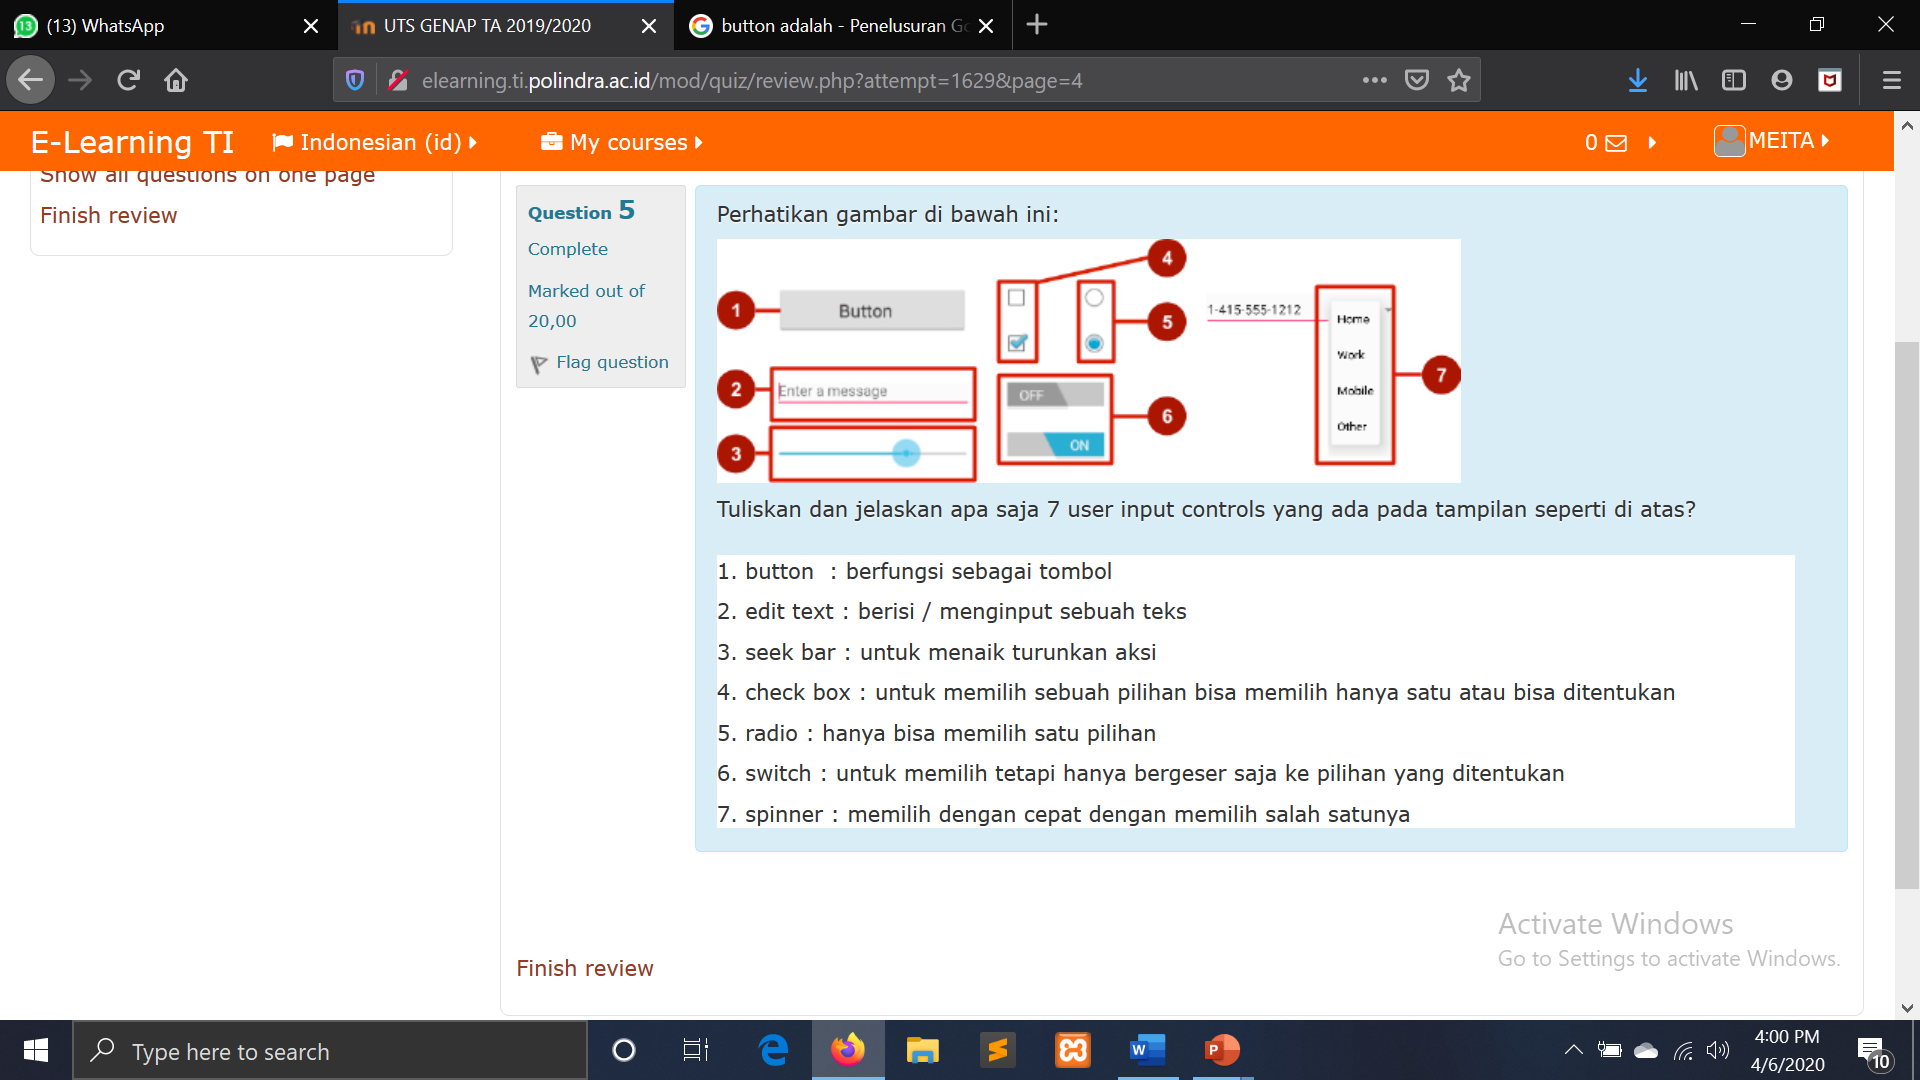 (13) WhatsApp
UTS GENAP TA 2019/2020
button adalah - Penelusuran Go
elearning.ti.polindra.ac.id/mod/quiz/review.php?attempt=1629&page=4
E-Learning TI
Indonesian (id)
My courses
0
MEITA
Show all questions on one page
Finish review
Question 5
Complete
Marked out of
20,00
Flag question
Perhatikan gambar di bawah ini:
1
Button
2
Enter a message
3
4
5
OFF
ON
6
1-415-555-1212
Home
Work
Mobile
Other
7
Tuliskan dan jelaskan apa saja 7 user input controls yang ada pada tampilan seperti di atas?
1. button  : berfungsi sebagai tombol
2. edit text : berisi / menginput sebuah teks
3. seek bar : untuk menaik turunkan aksi
4. check box : untuk memilih sebuah pilihan bisa memilih hanya satu atau bisa ditentukan
5. radio : hanya bisa memilih satu pilihan
6. switch : untuk memilih tetapi hanya bergeser saja ke pilihan yang ditentukan
7. spinner : memilih dengan cepat dengan memilih salah satunya
Finish review
Activate Windows
Go to Settings to activate Windows.
Type here to search
4:00 PM
4/6/2020
10